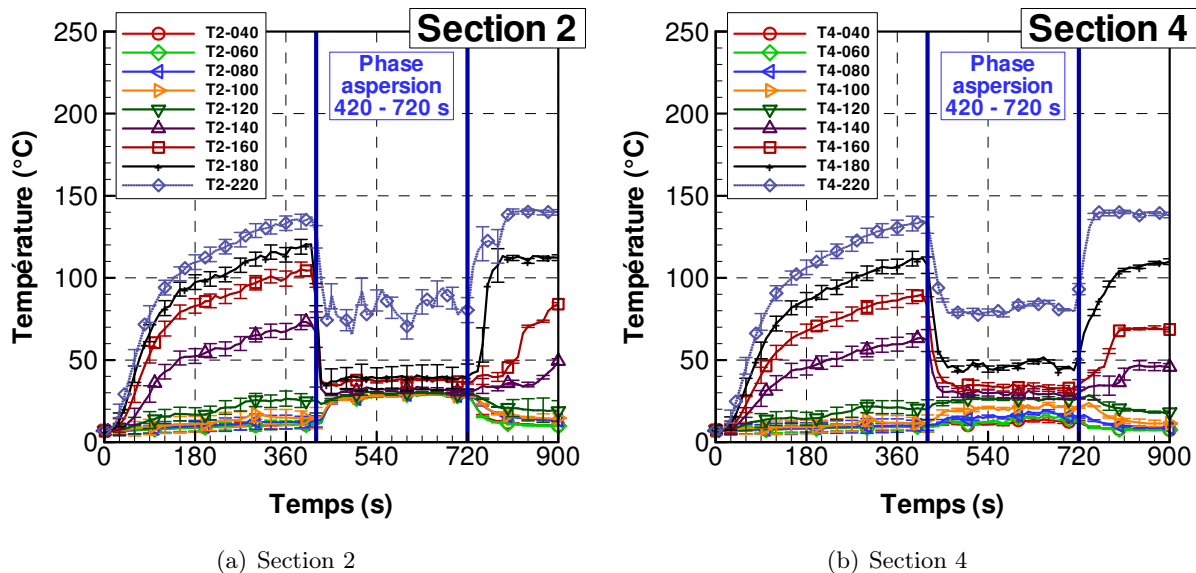 Section 2
T2-040
T2-060
T2-080
T2-100
T2-120
T2-140
T2-160
T2-180
T2-220
Phase
aspersion
420 - 720 s
Température (°C)
250
200
150
100
50
0
0 180 360 540 720 900
Temps (s)
(a) Section 2
Section 4
T4-040
T4-060
T4-080
T4-100
T4-120
T4-140
T4-160
T4-180
T4-220
Phase
aspersion
420 - 720 s
Température (°C)
250
200
150
100
50
0
0 180 360 540 720 900
Temps (s)
(b) Section 4